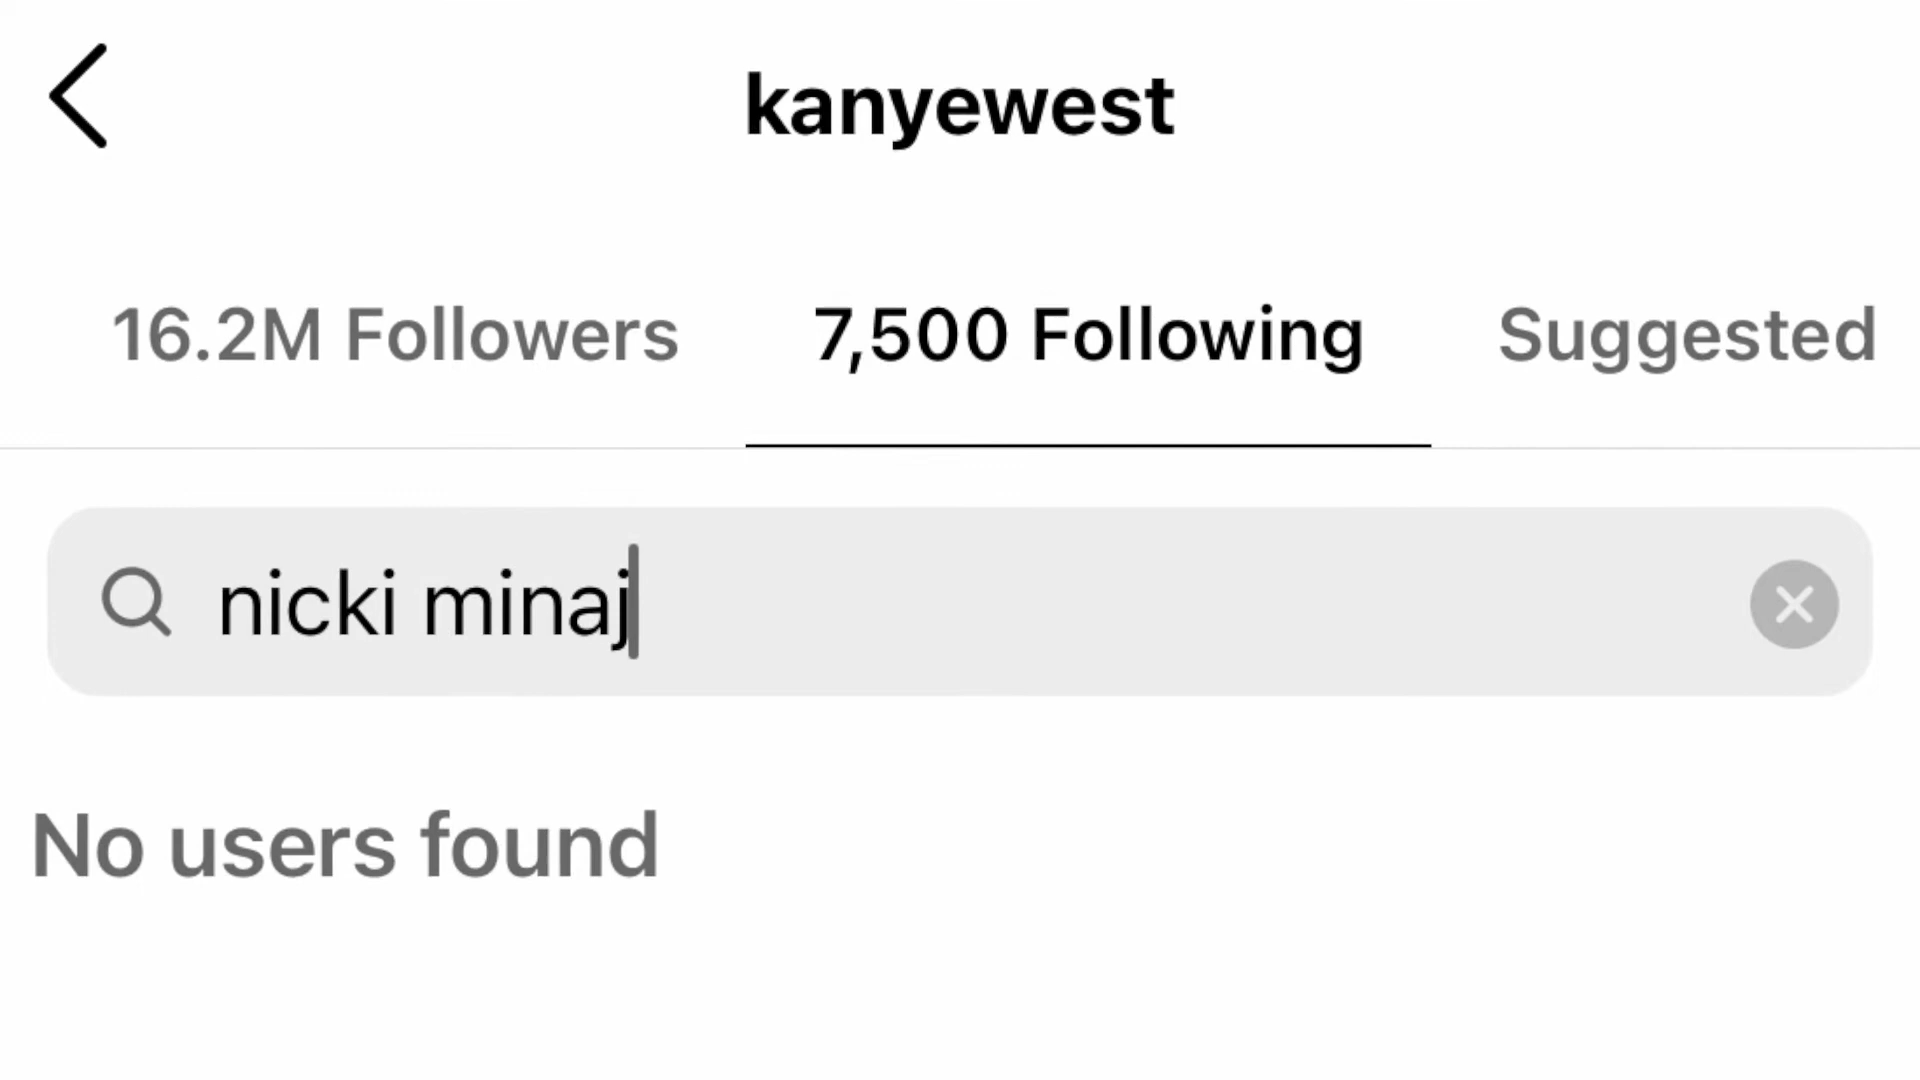 kanyewest
16.2M Followers 7,500 Following Suggested
nicki minaj
No users found